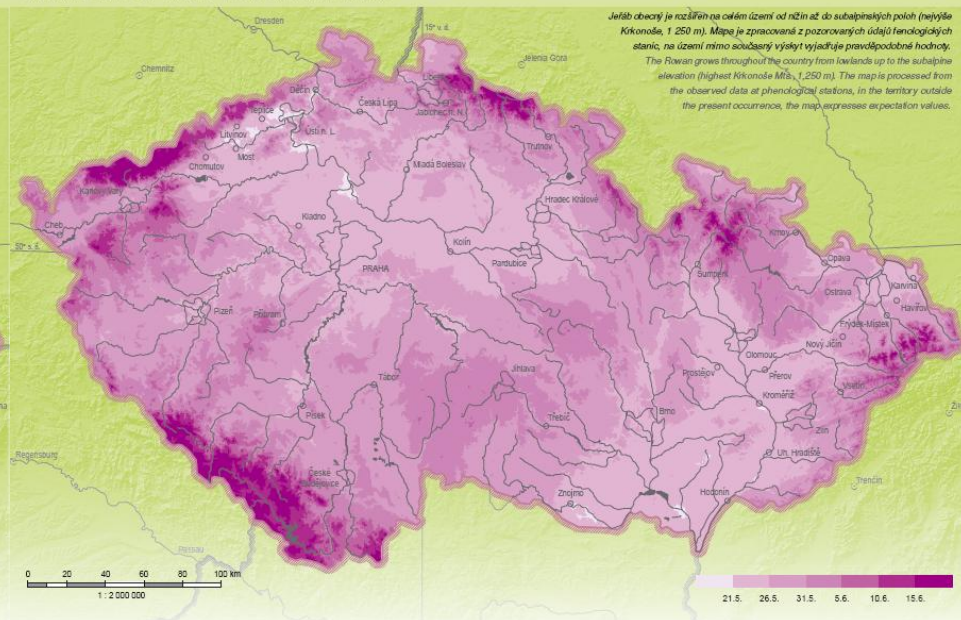 Jeřáb obecný je rozšířen na celém území od nížin až do subalpinských poloh (nejvýše
Krkonoše, 1 250 m). Mapa je zpracovaná z pozorovaných údajů fenologických
stanic, na území mimo současný výskyt vyjadřuje pravděpodobné hodnoty.
The Rowan grows throughout the country from lowlands up to the subalpine
elevation (highest Krkonoše Mts., 1,250 m). The map is processed from
the observed data at phenological stations, in the territory outside
the present occurrence, the map expresses expectation values.
Dresden
15° v. d.
Chemnitz
Jelenia Góra
Liberec
Děčín
Teplice
Česká Lípa
Jablonec n. N.
Litvínov
Ústí n. L.
Most
Trutnov
Chomutov
Mladá Boleslav
Karlovy Vary
Hradec Králové
Kladno
Cheb
Krnov
50° s. š.
Kolín
Pardubice
Opava
PRAHA
Šumperk
Karviná
Ostrava
Havířov
Plzeň
Příbram
Frýdek-Místek
Nový Jičín
Olomouc
Jihlava
Prostějov
Přerov
Tábor
Vsetín
Kroměříž
Písek
Třebíč
Brno
Zlín
Uh. Hradiště
Regensburg
České
Budějovice
Trenčín
Znojmo
Hodonín
Passau
0 20 40 60 80 100 km
1 : 2 000 000
21.5. 26.5. 31.5. 5.6. 10.6. 15.6.